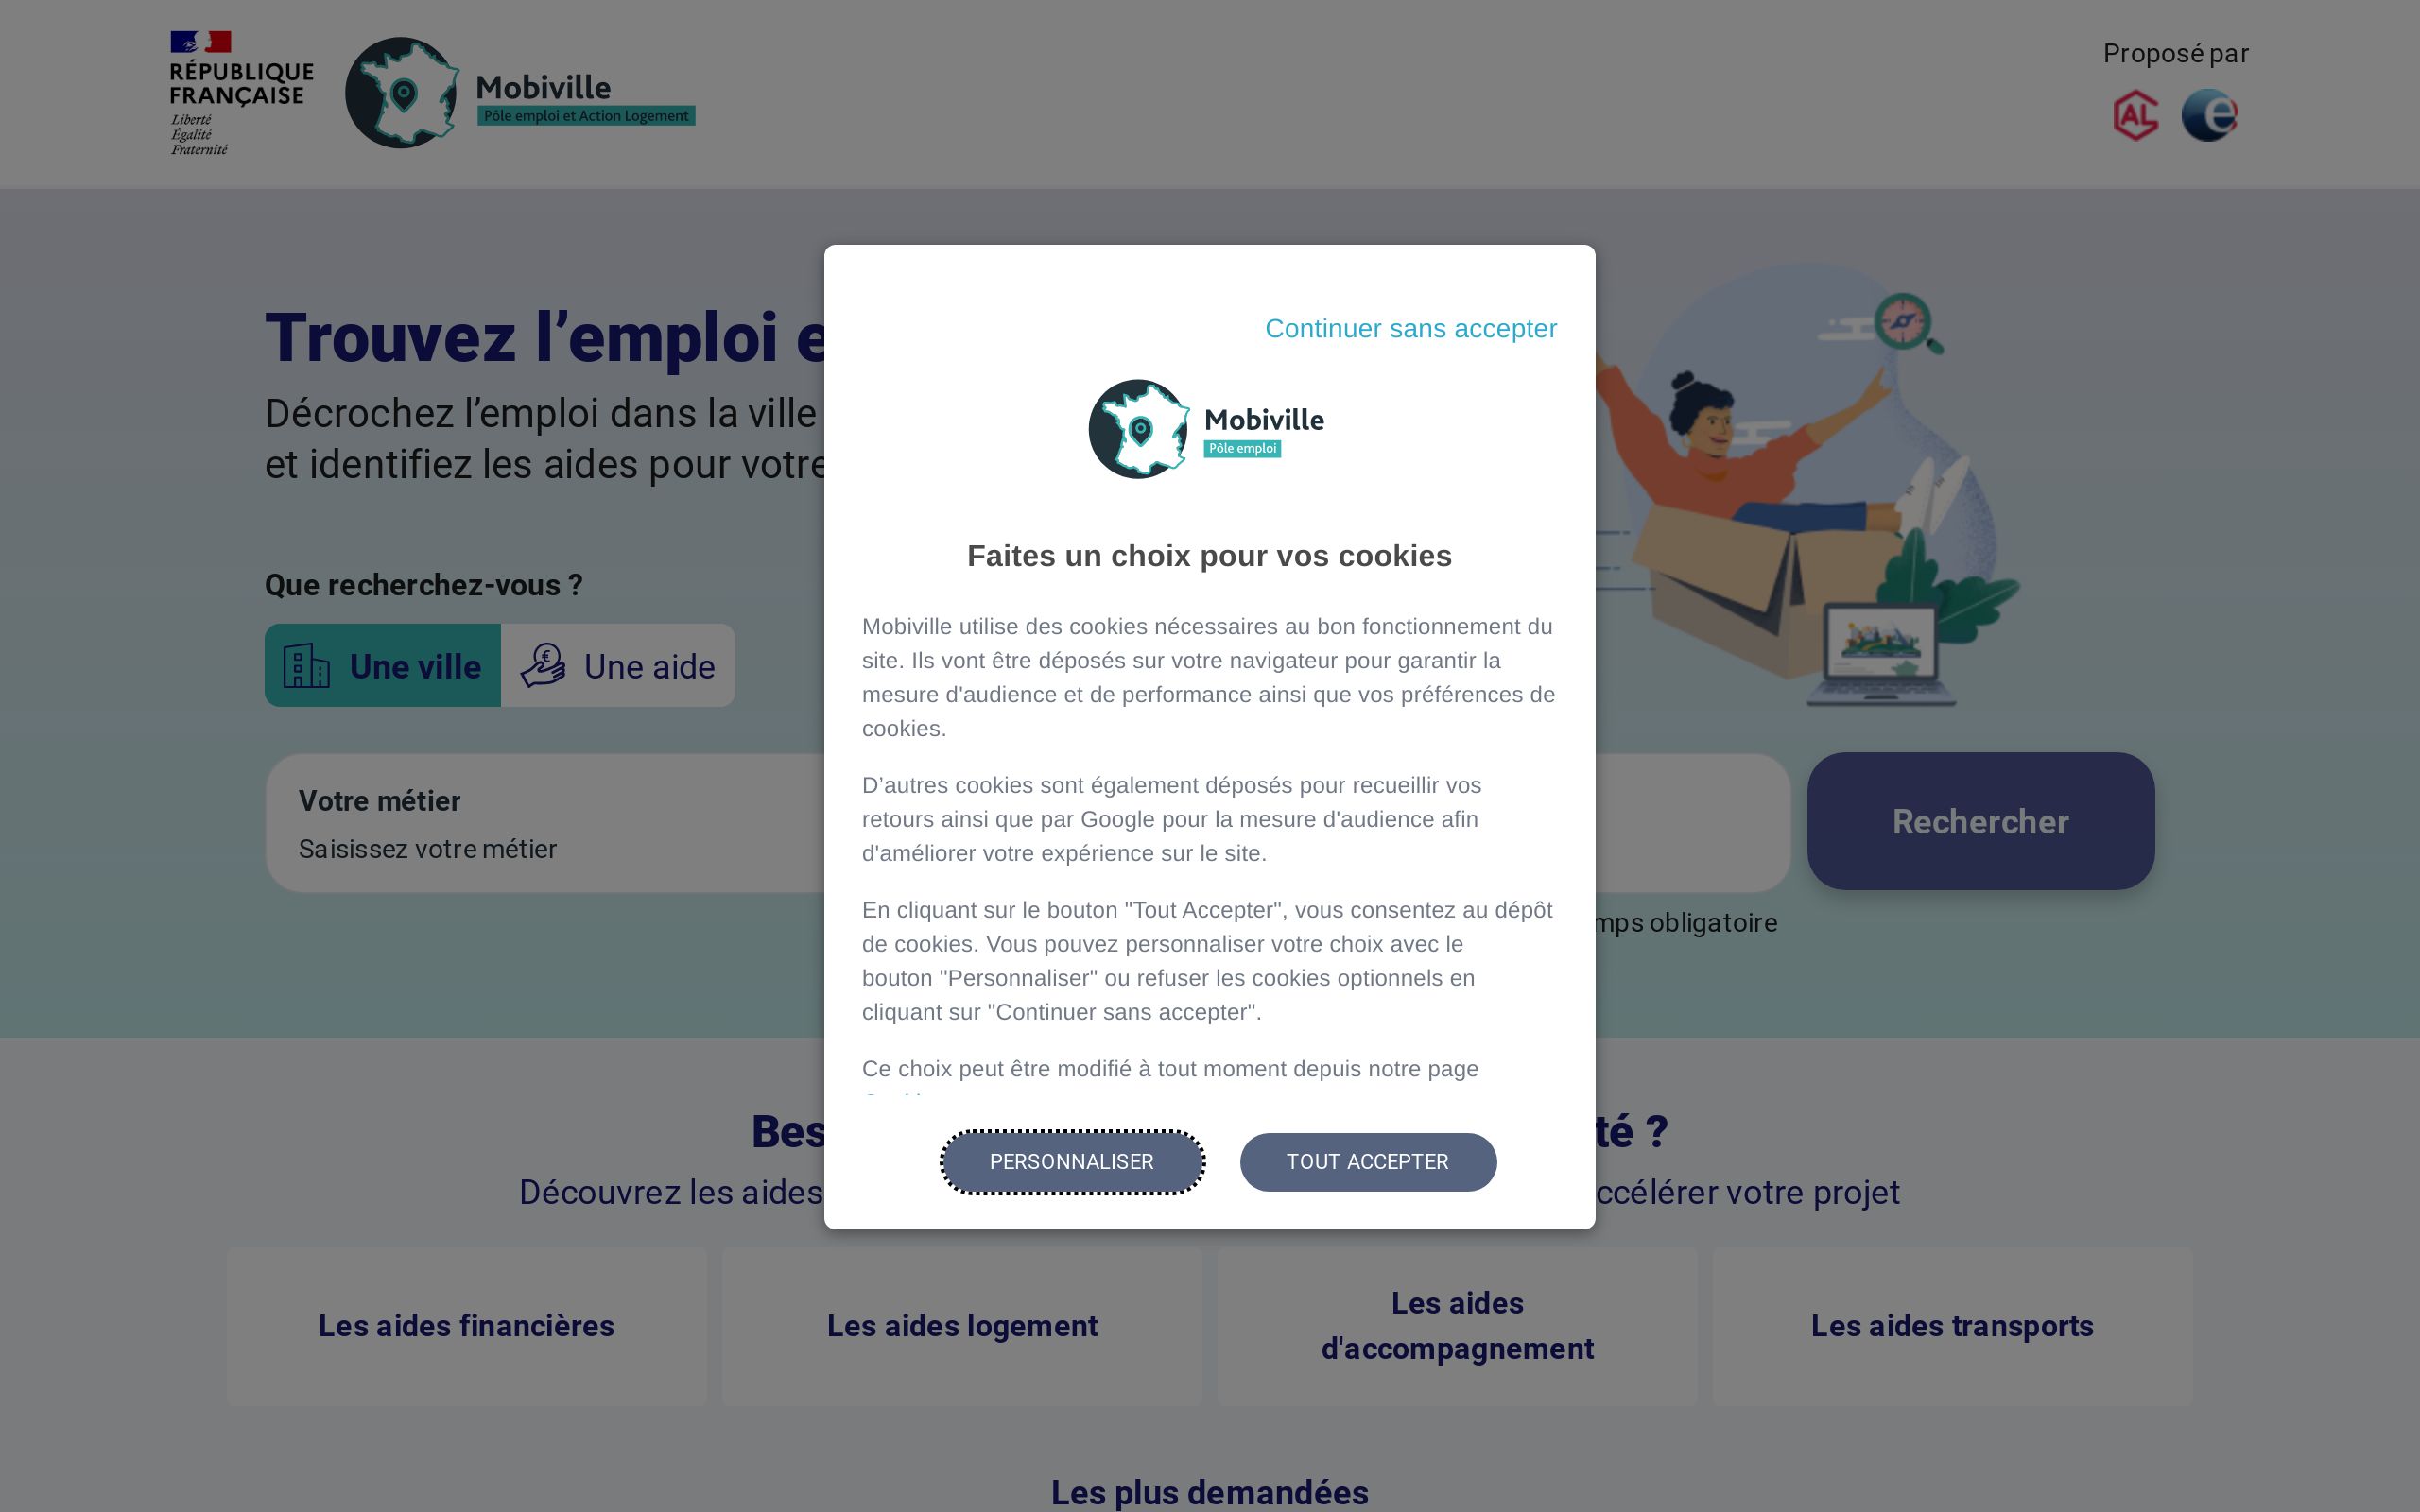 RÉPUBLIQUE
FRANÇAISE
Liberté
Égalité
Fraternité
Mobiville
Pôle emploi et Action Logement
Proposé par
AL
e
Trouvez l’emploi e
Décrochez l’emploi dans la ville
et identifiez les aides pour votre
Que recherchez-vous ?
Une ville
Une aide
Votre métier
Saisissez votre métier
Rechercher
mps obligatoire
Continuer sans accepter
Mobiville
Pôle emploi
Faites un choix pour vos cookies
Mobiville utilise des cookies nécessaires au bon fonctionnement du
site. Ils vont être déposés sur votre navigateur pour garantir la
mesure d'audience et de performance ainsi que vos préférences de
cookies.
D’autres cookies sont également déposés pour recueillir vos
retours ainsi que par Google pour la mesure d'audience afin
d'améliorer votre expérience sur le site.
En cliquant sur le bouton "Tout Accepter", vous consentez au dépôt
de cookies. Vous pouvez personnaliser votre choix avec le
bouton "Personnaliser" ou refuser les cookies optionnels en
cliquant sur "Continuer sans accepter".
Ce choix peut être modifié à tout moment depuis notre page
PERSONNALISER
TOUT ACCEPTER
Bes té ?
Découvrez les aides ccélérer votre projet
Les aides financières
Les aides logement
Les aides
d'accompagnement
Les aides transports
Les plus demandées